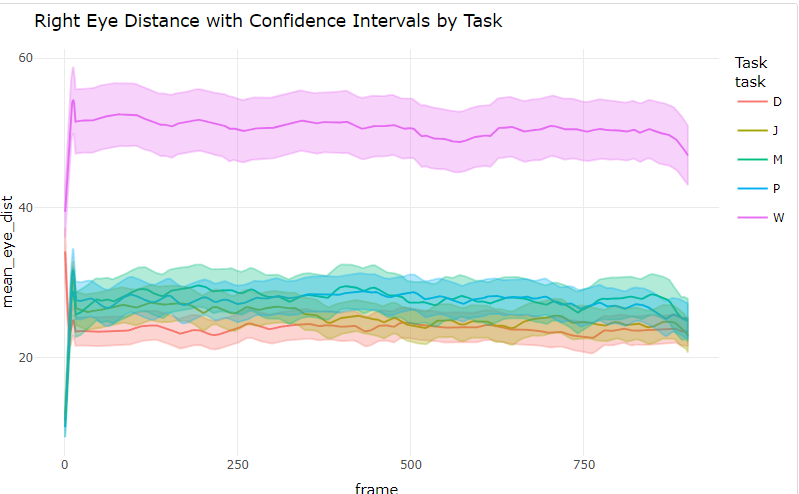 Right Eye Distance with Confidence Intervals by Task
60
40
20
mean_eye_dist
0
250
500
750
frame
Task
task
D
J
M
P
W